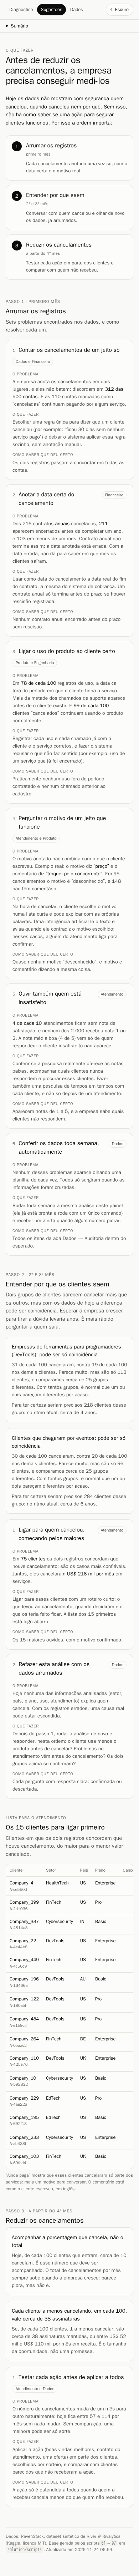 Diagnóstico Sugestões Dados ☾ Escuro
▶ Sumário
O QUE FAZER
Antes de reduzir os
cancelamentos, a empresa
precisa conseguir medi-los
Hoje os dados não mostram com segurança quem
cancelou, quando cancelou nem por quê. Sem isso,
não há como saber se uma ação para segurar
clientes funcionou. Por isso a ordem importa:
1 Arrumar os registros
primeiro mês
Cada cancelamento anotado uma vez só, com a
data certa e o motivo real.
2 Entender por que saem
2º e 3º mês
Conversar com quem cancelou e olhar de novo
os dados, já arrumados.
3 Reduzir os cancelamentos
a partir do 4º mês
Testar cada ação em parte dos clientes e
comparar com quem não recebeu.
PASSO 1 · PRIMEIRO MÊS
Arrumar os registros
Seis problemas encontrados nos dados, e como
resolver cada um.
1 Contar os cancelamentos de um jeito só
Dados e Financeiro
O PROBLEMA
A empresa anota os cancelamentos em dois
lugares, e eles não batem: discordam em 312 das
500 contas. E as 110 contas marcadas como
"canceladas" continuam pagando em algum serviço.
O QUE FAZER
Escolher uma regra única para dizer que um cliente
cancelou (por exemplo: "ficou 30 dias sem nenhum
serviço pago") e deixar o sistema aplicar essa regra
sozinho, sem anotação manual.
COMO SABER QUE DEU CERTO
Os dois registros passam a concordar em todas as
contas.
2 Anotar a data certa do
cancelamento
Financeiro
O PROBLEMA
Dos 216 contratos anuais cancelados, 211
aparecem encerrados antes de completar um ano,
e 103 em menos de um mês. Contrato anual não
termina assim: a data anotada está errada. Com a
data errada, não dá para saber em que mês os
clientes saíram.
O QUE FAZER
Usar como data do cancelamento a data real do fim
do contrato, a mesma do sistema de cobrança. Um
contrato anual só termina antes do prazo se houver
rescisão registrada.
COMO SABER QUE DEU CERTO
Nenhum contrato anual encerrado antes do prazo
sem rescisão.
3 Ligar o uso do produto ao cliente certo
Produto e Engenharia
O PROBLEMA
Em 78 de cada 100 registros de uso, a data cai
fora do período em que o cliente tinha o serviço.
Mais da metade dos chamados de suporte aparece
antes de o cliente existir. E 99 de cada 100
clientes "cancelados" continuam usando o produto
normalmente.
O QUE FAZER
Registrar cada uso e cada chamado já com o
cliente e o serviço corretos, e fazer o sistema
recusar o que não faz sentido (por exemplo, uso de
um serviço que já foi encerrado).
COMO SABER QUE DEU CERTO
Praticamente nenhum uso fora do período
contratado e nenhum chamado anterior ao
cadastro.
4 Perguntar o motivo de um jeito que
funcione
Atendimento e Produto
O PROBLEMA
O motivo anotado não combina com o que o cliente
escreve. Exemplo real: o motivo diz "preço" e o
comentário diz "troquei pelo concorrente". Em 95
cancelamentos o motivo é "desconhecido", e 148
não têm comentário.
O QUE FAZER
Na hora de cancelar, o cliente escolhe o motivo
numa lista curta e pode explicar com as próprias
palavras. Uma inteligência artificial lê o texto e
avisa quando ele contradiz o motivo escolhido;
nesses casos, alguém do atendimento liga para
confirmar.
COMO SABER QUE DEU CERTO
Quase nenhum motivo "desconhecido", e motivo e
comentário dizendo a mesma coisa.
5 Ouvir também quem está
insatisfeito
Atendimento
O PROBLEMA
4 de cada 10 atendimentos ficam sem nota de
satisfação, e nenhum dos 2.000 recebeu nota 1 ou
2. A nota média boa (4 de 5) vem só de quem
respondeu: o cliente insatisfeito não aparece.
O QUE FAZER
Conferir se a pesquisa realmente oferece as notas
baixas, acompanhar quais clientes nunca
respondem e procurar esses clientes. Fazer
também uma pesquisa de tempos em tempos com
cada cliente, e não só depois de um chamado.
COMO SABER QUE DEU CERTO
Aparecem notas de 1 a 5, e a empresa sabe quais
clientes não respondem.
6 Conferir os dados toda semana,
automaticamente
Dados
O PROBLEMA
Nenhum desses problemas aparece olhando uma
planilha de cada vez. Todos só surgiram quando as
informações foram cruzadas.
O QUE FAZER
Rodar toda semana a mesma análise deste painel
(ela já está pronta e roda com um único comando)
e receber um alerta quando algum número piorar.
COMO SABER QUE DEU CERTO
Todos os itens da aba Dados → Auditoria dentro do
esperado.
PASSO 2 · 2º E 3º MÊS
Entender por que os clientes saem
Dois grupos de clientes parecem cancelar mais que
os outros, mas com os dados de hoje a diferença
pode ser coincidência. Esperar a empresa crescer
para tirar a dúvida levaria anos. É mais rápido
perguntar a quem saiu.
Empresas de ferramentas para programadores
(DevTools): pode ser só coincidência
31 de cada 100 cancelaram, contra 19 de cada 100
nos demais clientes. Parece muito, mas são só 113
clientes, e comparamos cerca de 25 grupos
diferentes. Com tantos grupos, é normal que um ou
dois pareçam diferentes por acaso.
Para ter certeza seriam precisos 218 clientes desse
grupo: no ritmo atual, cerca de 4 anos.
Clientes que chegaram por eventos: pode ser só
coincidência
30 de cada 100 cancelaram, contra 20 de cada 100
nos demais clientes. Parece muito, mas são só 96
clientes, e comparamos cerca de 25 grupos
diferentes. Com tantos grupos, é normal que um ou
dois pareçam diferentes por acaso.
Para ter certeza seriam precisos 284 clientes desse
grupo: no ritmo atual, cerca de 6 anos.
1 Ligar para quem cancelou,
começando pelos maiores
Atendimento
O PROBLEMA
Em 75 clientes os dois registros concordam que
houve cancelamento: são os casos mais confiáveis.
Juntos, eles cancelaram US$ 218 mil por mês em
serviços.
O QUE FAZER
Ligar para esses clientes com um roteiro curto: o
que os levou ao cancelamento, quando decidiram e o
que os teria feito ficar. A lista dos 15 primeiros
está logo abaixo.
COMO SABER QUE DEU CERTO
Os 15 maiores ouvidos, com o motivo confirmado.
2 Refazer esta análise com os
dados arrumados
Dados
O PROBLEMA
Hoje nenhuma das informações analisadas (setor,
país, plano, uso, atendimento) explica quem
cancela. Com os registros errados, uma causa real
pode estar escondida.
O QUE FAZER
Depois do passo 1, rodar a análise de novo e
responder, nesta ordem: o cliente usa menos o
produto antes de cancelar? Problemas no
atendimento vêm antes do cancelamento? Os dois
grupos acima se confirmam?
COMO SABER QUE DEU CERTO
Cada pergunta com resposta clara: confirmada ou
descartada.
LISTA PARA O ATENDIMENTO
Os 15 clientes para ligar primeiro
Clientes em que os dois registros concordam que
houve cancelamento, do maior para o menor valor
cancelado.
Cliente Setor País Plano Canc
Company_4 HealthTech US Enterprise
Company_399 FinTech US Pro
Company_337 Cybersecurity IN Basic
Company_22 DevTools US Enterprise
Company_449 FinTech US Enterprise
Company_196 DevTools AU Basic
Company_122 DevTools US Pro
Company_484 DevTools US Pro
Company_264 FinTech DE Enterprise
Company_110 DevTools UK Enterprise
Company_10 Cybersecurity US Basic
Company_229 EdTech US Pro
Company_195 EdTech US Basic
Company_233 Cybersecurity US Enterprise
Company_103 FinTech UK Basic
PASSO 3 · A PARTIR DO 4º MÊS
Reduzir os cancelamentos
Acompanhar a porcentagem que cancela, não o
total
Hoje, de cada 100 clientes que entram, cerca de 10
cancelam. É esse número que importa
acompanhar. O total de cancelamentos por mês
sempre sobe quando a empresa cresce: parece
piora, mas não é.
Cada cliente a menos cancelando, em cada 100,
vale cerca de 38 assinaturas
Se, de cada 100 clientes, 1 a menos cancelar, são
cerca de 38 assinaturas mantidas, ou entre US$ 52
mil e US$ 110 mil por mês em receita. É o tamanho
da oportunidade, não uma promessa.
1 Testar cada ação antes de aplicar a todos
Atendimento e Dados
O PROBLEMA
O número de cancelamentos muda de um mês para
outro naturalmente: hoje fica entre 57 e 114 por
mês sem nada mudar. Sem comparação, uma
melhora pode ser só sorte.
O QUE FAZER
Aplicar a ação (boas-vindas melhores, contato do
atendimento, uma oferta) em parte dos clientes,
escolhidos por sorteio, e comparar com a outra
parte. Combinar antes o resultado que será
considerado bom.
COMO SABER QUE DEU CERTO
A ação só é estendida a todos quando quem a
recebeu cancela menos do que quem não recebeu.